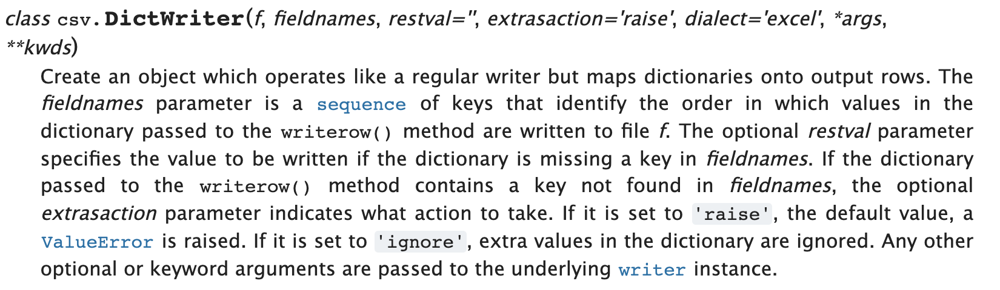 class csv.DictWriter(f, fieldnames, restval='', extrasaction='raise', dialect='excel', *args,
**kwds)
Create an object which operates like a regular writer but maps dictionaries onto output rows. The
fieldnames parameter is a sequence of keys that identify the order in which values in the
dictionary passed to the writerow() method are written to file f. The optional restval parameter
specifies the value to be written if the dictionary is missing a key in fieldnames. If the dictionary
passed to the writerow() method contains a key not found in fieldnames, the optional
extrasaction parameter indicates what action to take. If it is set to 'raise', the default value, a
ValueError is raised. If it is set to 'ignore', extra values in the dictionary are ignored. Any other
optional or keyword arguments are passed to the underlying writer instance.